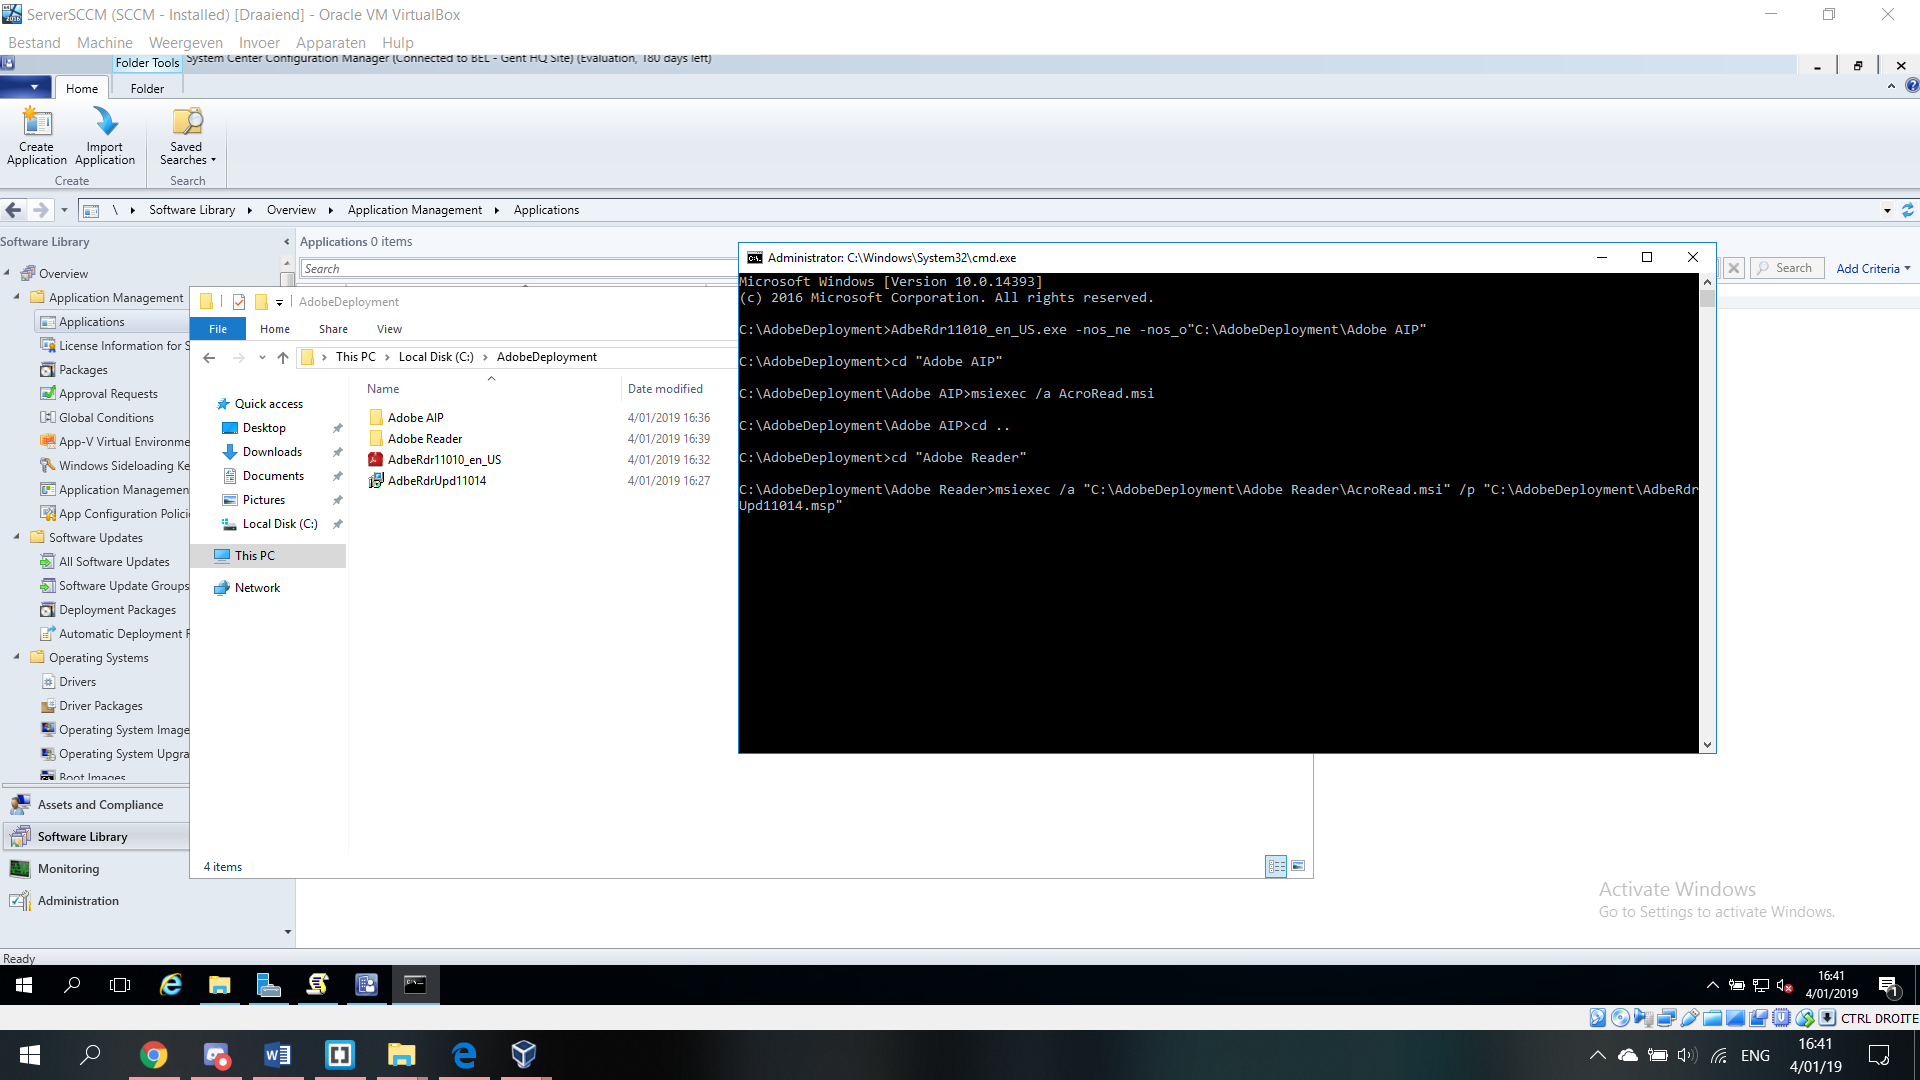 ServerSCCM (SCCM - Installed) [Draaiend] - Oracle VM VirtualBox
Bestand Machine Weergeven Invoer Apparaten Hulp
Folder Tools System Center Configuration Manager (Connected to BEL - Gent HQ Site) (Evaluation, 180 days left)
Home Folder
Create Application
Import Application
Saved Searches
Create
Search
\ Software Library Overview Application Management Applications
Software Library
Applications 0 items
Search
Search
Add Criteria
Overview
Application Management
Applications
License Information for S
Packages
Approval Requests
Global Conditions
App-V Virtual Environme
Windows Sideloading Ke
Application Managemen
App Configuration Polici
Software Updates
All Software Updates
Software Update Groups
Deployment Packages
Automatic Deployment R
Operating Systems
Drivers
Driver Packages
Operating System Image
Operating System Upgra
Boot Images
Assets and Compliance
Software Library
Monitoring
Administration
Ready
AdobeDeployment
File Home Share View
This PC Local Disk (C:) AdobeDeployment
Quick access
Desktop
Downloads
Documents
Pictures
Local Disk (C:)
This PC
Network
Name Date modified
Adobe AIP 4/01/2019 16:36
Adobe Reader 4/01/2019 16:39
AdbeRdr11010_en_US 4/01/2019 16:32
AdbeRdrUpd11014 4/01/2019 16:27
4 items
Administrator: C:\Windows\System32\cmd.exe
Microsoft Windows [Version 10.0.14393]
(c) 2016 Microsoft Corporation. All rights reserved.
C:\AdobeDeployment>AdbeRdr11010_en_US.exe -nos_ne -nos_o"C:\AdobeDeployment\Adobe AIP"
C:\AdobeDeployment>cd "Adobe AIP"
C:\AdobeDeployment\Adobe AIP>msiexec /a AcroRead.msi
C:\AdobeDeployment\Adobe AIP>cd ..
C:\AdobeDeployment>cd "Adobe Reader"
C:\AdobeDeployment\Adobe Reader>msiexec /a "C:\AdobeDeployment\Adobe Reader\AcroRead.msi" /p "C:\AdobeDeployment\AdbeRdr
Upd11014.msp"
Activate Windows
Go to Settings to activate Windows.
16:41
4/01/2019
1
CTRL DROITE
ENG
16:41
4/01/19